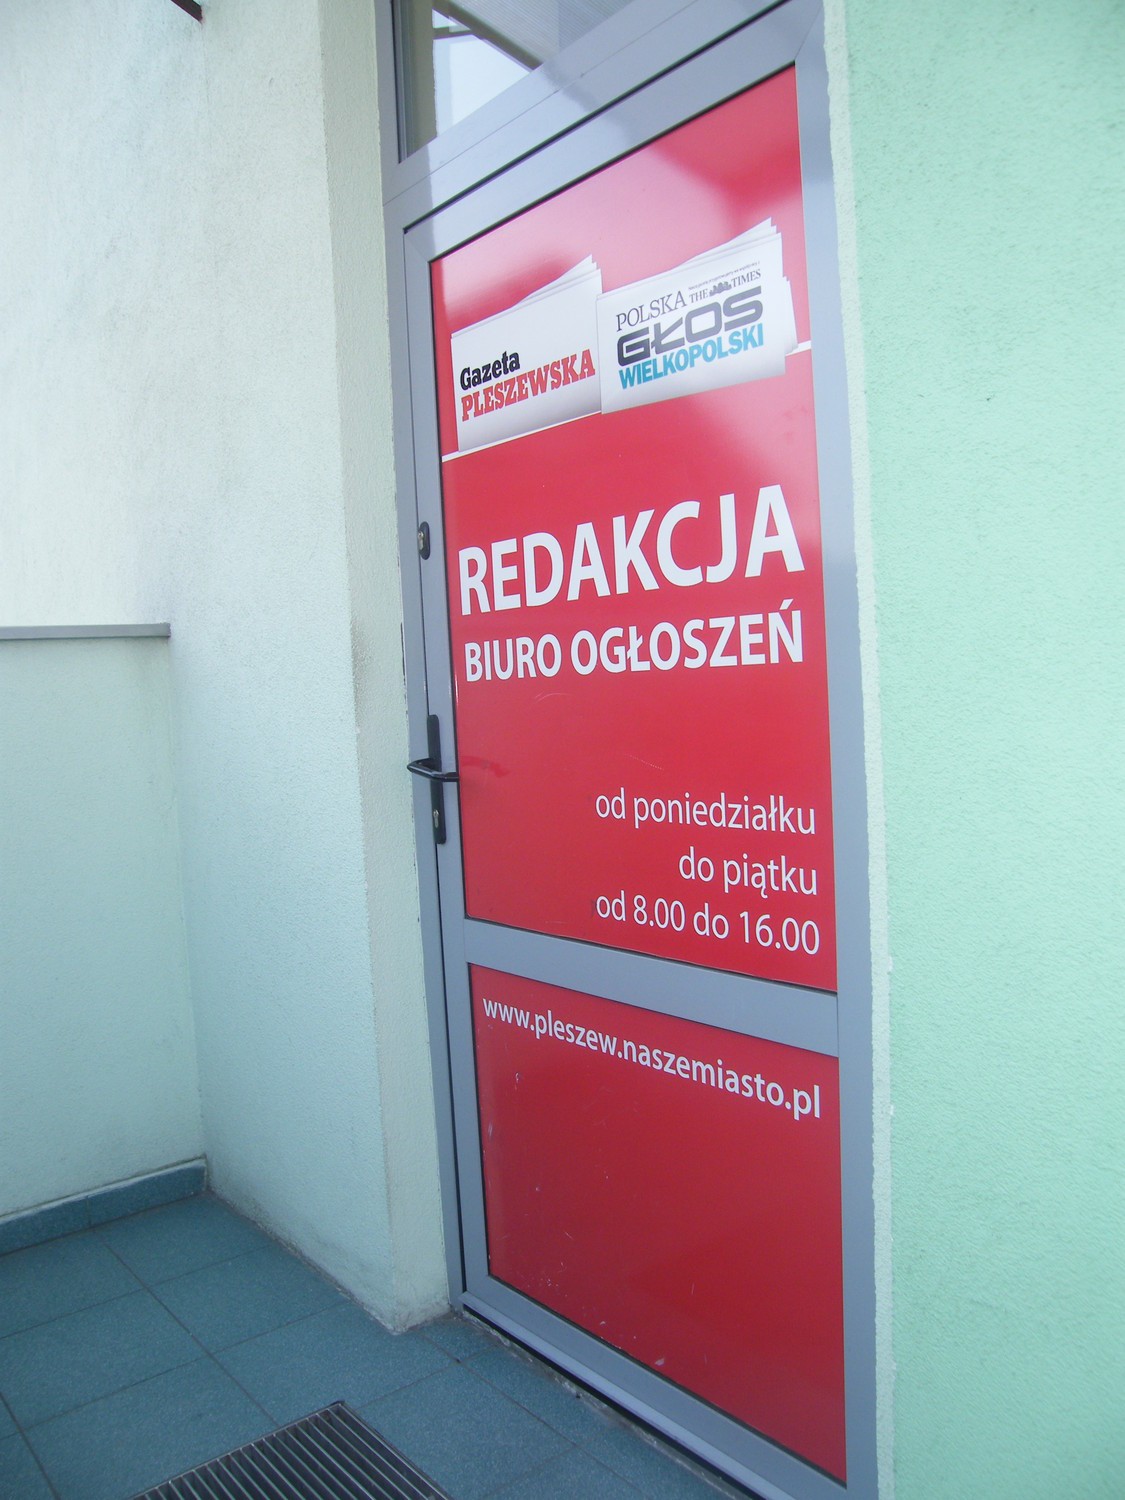 Gazeta
PLESZEWSKA
POLSKA THE TIMES
GŁOS
WIELKOPOLSKI
REDAKCJA
BIURO OGŁOSZEŃ
od poniedziałku
do piątku
od 8.00 do 16.00
www.pleszew.naszemiasto.pl